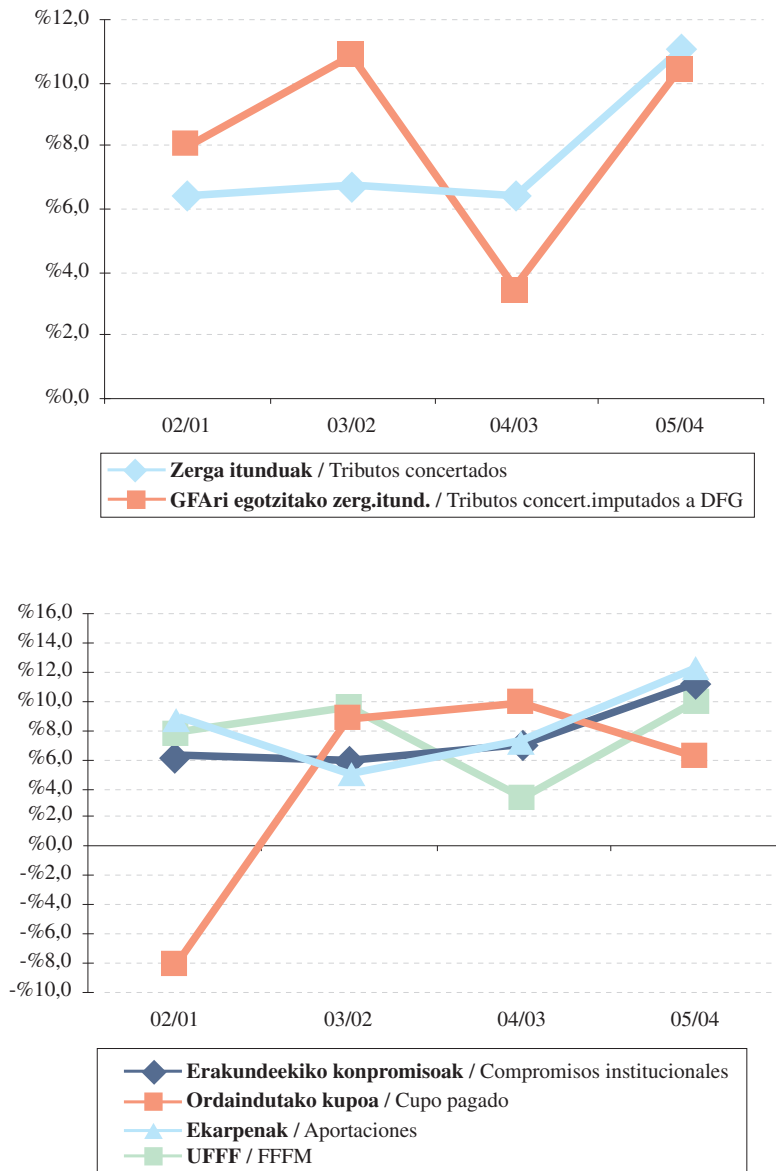 %12,0
%10,0
%8,0
%6,0
%4,0
%2,0
%0,0
02/01 03/02 04/03 05/04
Zerga itunduak / Tributos concertados
GFAri egotzitako zerg.itund. / Tributos concert.imputados a DFG
%16,0
%14,0
%12,0
%10,0
%8,0
%6,0
%4,0
%2,0
%0,0
-%2,0
-%4,0
-%6,0
-%8,0
-%10,0
02/01 03/02 04/03 05/04
Erakundeekiko konpromisoak / Compromisos institucionales
Ordaindutako kupoa / Cupo pagado
Ekarpenak / Aportaciones
UFFF / FFFM